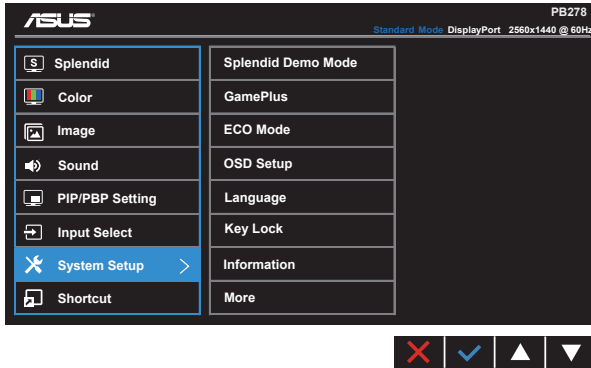 ASUS
PB278
Standard Mode DisplayPort 2560x1440 @ 60Hz
S Splendid
Color
Image
Sound
PIP/PBP Setting
Input Select
System Setup
Shortcut
Splendid Demo Mode
GamePlus
ECO Mode
OSD Setup
Language
Key Lock
Information
More